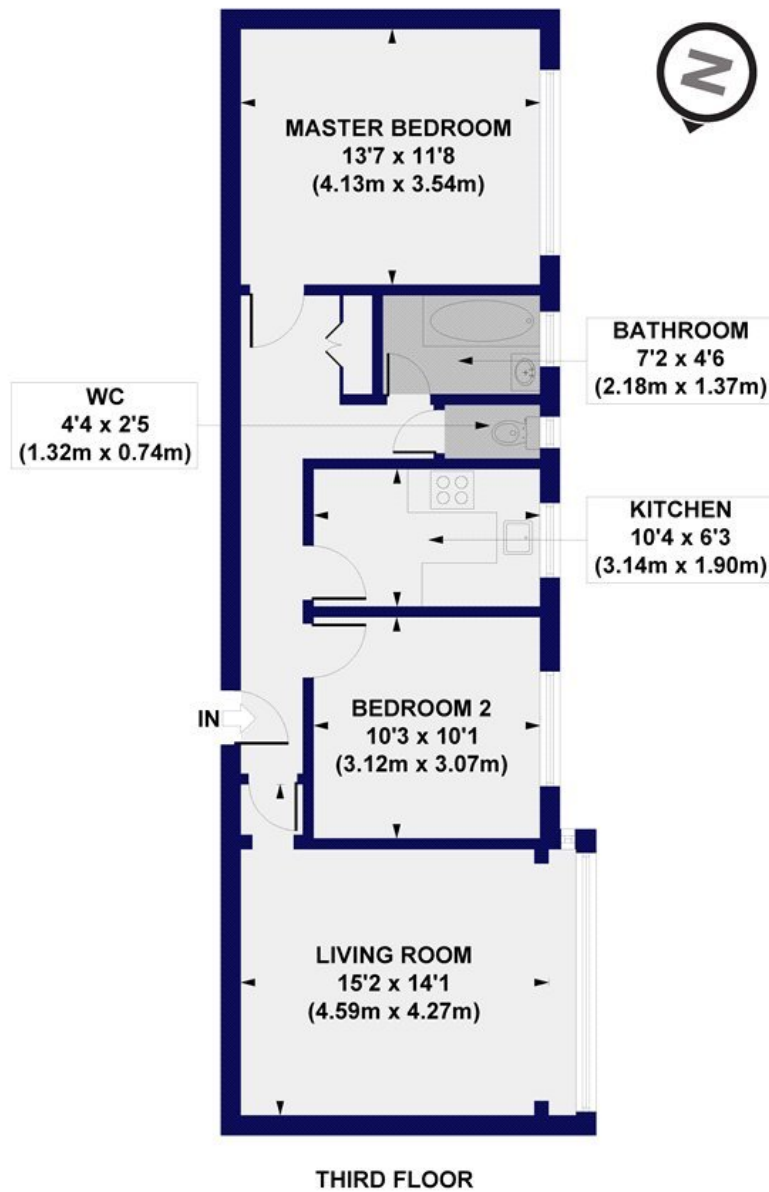 N
MASTER BEDROOM
13'7 x 11'8
(4.13m x 3.54m)
BATHROOM
7'2 x 4'6
(2.18m x 1.37m)
WC
4'4 x 2'5
(1.32m x 0.74m)
KITCHEN
10'4 x 6'3
(3.14m x 1.90m)
IN
BEDROOM 2
10'3 x 10'1
(3.12m x 3.07m)
LIVING ROOM
15'2 x 14'1
(4.59m x 4.27m)
THIRD FLOOR